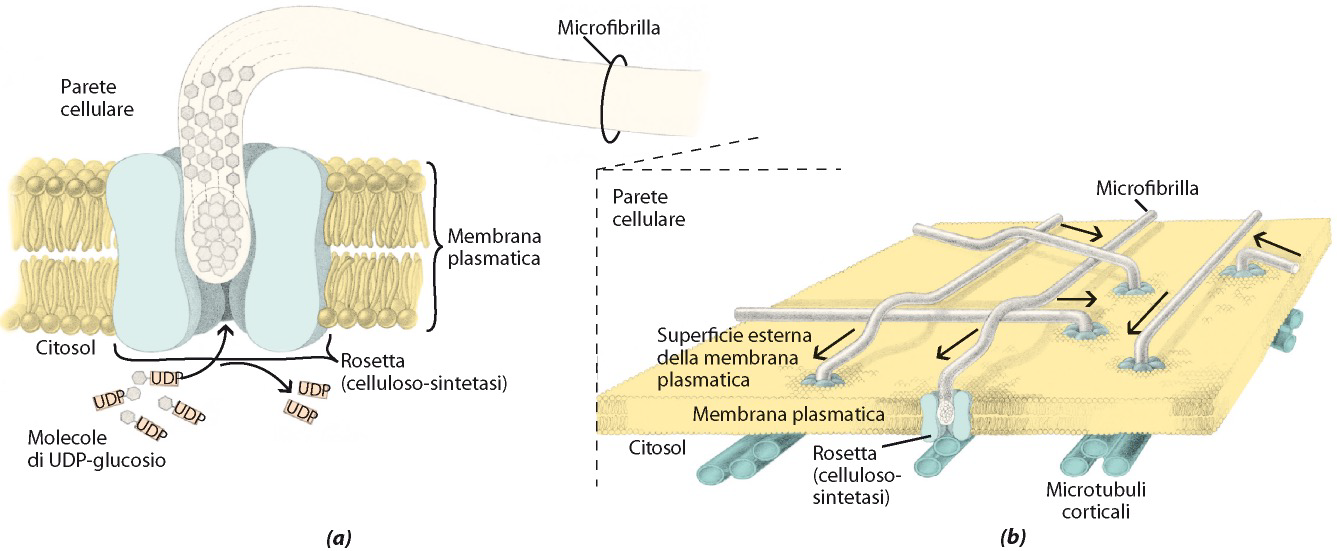 Microfibrilla
Parete
cellulare
Membrana
plasmatica
Citosol
Rosetta
(celluloso-sintetasi)
UDP
UDP
UDP
UDP
UDP
UDP
Molecole
di UDP-glucosio
(a)
Parete
cellulare
Microfibrilla
Superficie esterna
della membrana
plasmatica
Membrana plasmatica
Citosol
Rosetta
(celluloso-
sintetasi)
Microtubuli
corticali
(b)